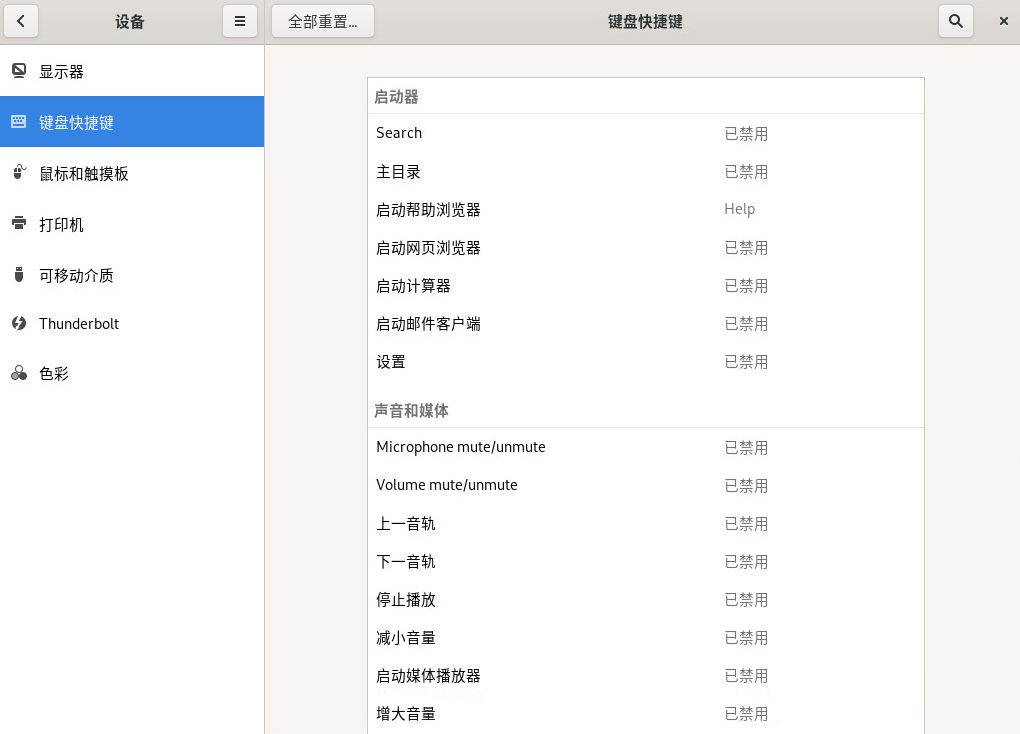 设备
全部重置…
键盘快捷键
显示器
键盘快捷键
鼠标和触摸板
打印机
可移动介质
Thunderbolt
色彩
启动器
Search 已禁用
主目录 已禁用
启动帮助浏览器 Help
启动网页浏览器 已禁用
启动计算器 已禁用
启动邮件客户端 已禁用
设置 已禁用
声音和媒体
Microphone mute/unmute 已禁用
Volume mute/unmute 已禁用
上一音轨 已禁用
下一音轨 已禁用
停止播放 已禁用
减小音量 已禁用
启动媒体播放器 已禁用
增大音量 已禁用